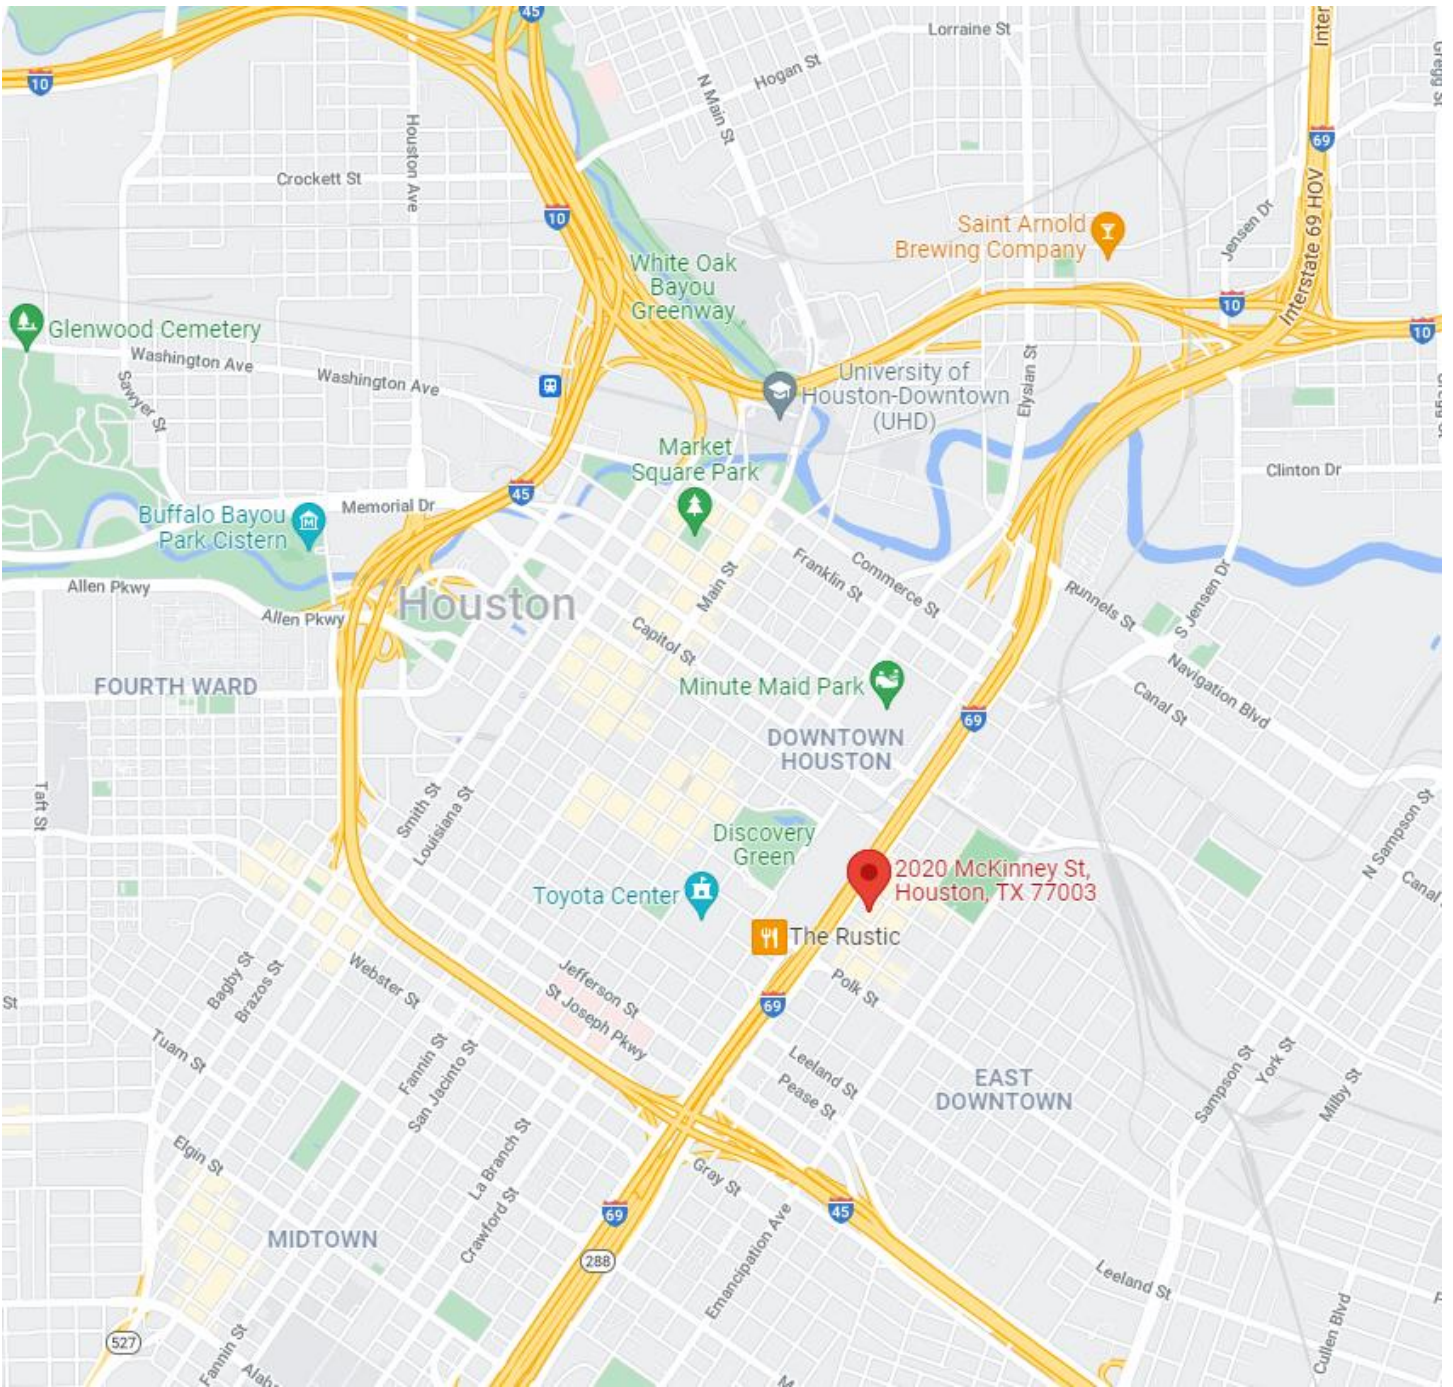 45
Lorraine St
Inter
Gregg St
10
Hogan St
N Main St
Houston Ave
69
Crockett St
10
Saint Arnold
Brewing Company
Jensen Dr
Interstate 69 HOV
White Oak
Bayou
Greenway
10
10
Glenwood Cemetery
Washington Ave
Washington Ave
Sawyer St
University of
Houston-Downtown
(UHD)
Elysian St
Gregg St
Market
Square Park
Clinton Dr
45
Memorial Dr
Buffalo Bayou
Park Cistern
Franklin St
Commerce St
Allen Pkwy
Allen Pkwy
Houston
Main St
Runnels St
S Jensen Dr
Capitol St
Navigation Blvd
Canal St
FOURTH WARD
Minute Maid Park
69
DOWNTOWN
HOUSTON
Taft St
Smith St
Louisiana St
N Sampson St
Discovery
Green
2020 McKinney St,
Houston, TX 77003
Canal
Toyota Center
The Rustic
Bagby St
Brazos St
Webster St
Jefferson St
St Joseph Pkwy
Polk St
69
St
Tuam St
Fannin St
San Jacinto St
Leeland St
Pease St
EAST
DOWNTOWN
Sampson St
York St
Milby St
Elgin St
La Branch St
Crawford St
Gray St
69
45
MIDTOWN
288
Emancipation Ave
Leeland St
527
Fannin St
Alab
Cullen Blvd